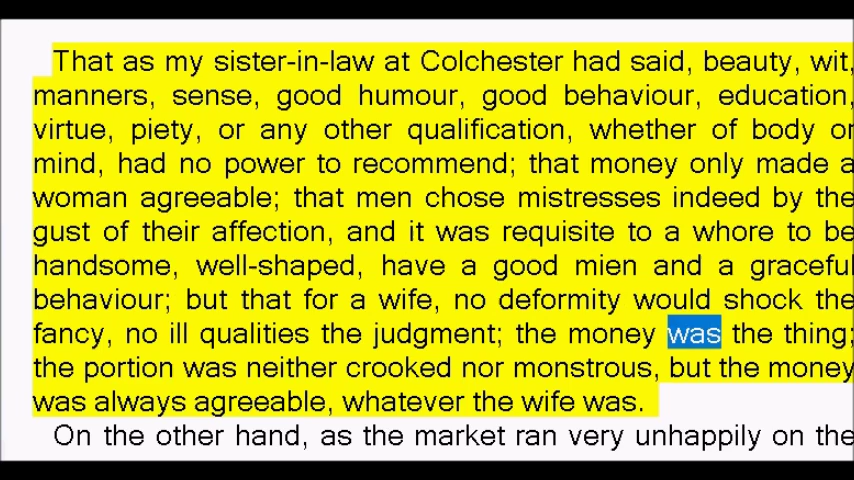 That as my sister-in-law at Colchester had said, beauty, wit,
manners, sense, good humour, good behaviour, education,
virtue, piety, or any other qualification, whether of body or
mind, had no power to recommend; that money only made a
woman agreeable; that men chose mistresses indeed by the
gust of their affection, and it was requisite to a whore to be
handsome, well-shaped, have a good mien and a graceful
behaviour; but that for a wife, no deformity would shock the
fancy, no ill qualities the judgment; the money was the thing;
the portion was neither crooked nor monstrous, but the money
was always agreeable, whatever the wife was.
On the other hand, as the market ran very unhappily on the